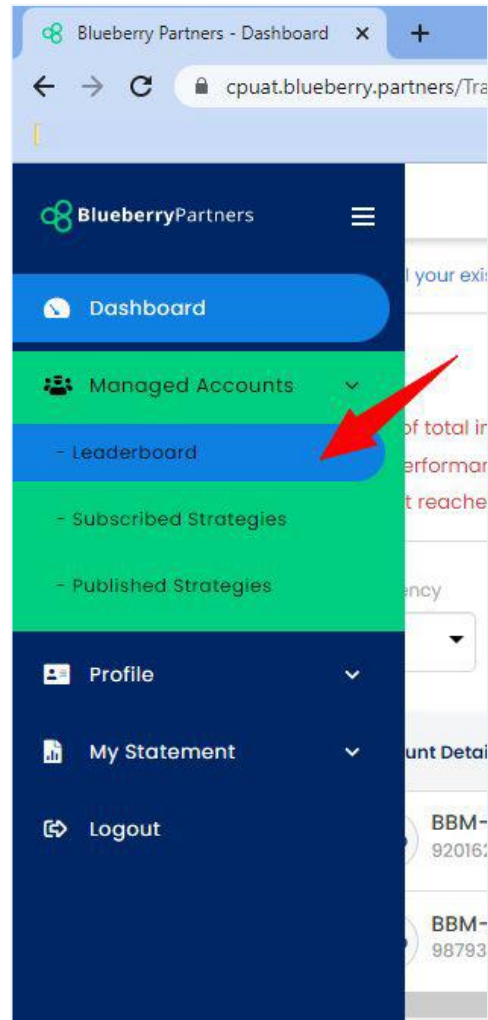 Blueberry Partners - Dashboard
cpuat.blueberry.partners/Tra
BlueberryPartners
l your exis
Dashboard
Managed Accounts
of total in
- Leaderboard
erforman
t reache
- Subscribed Strategies
- Published Strategies
ency
Profile
My Statement
unt Detai
Logout
BBM-
920162
BBM-
98793